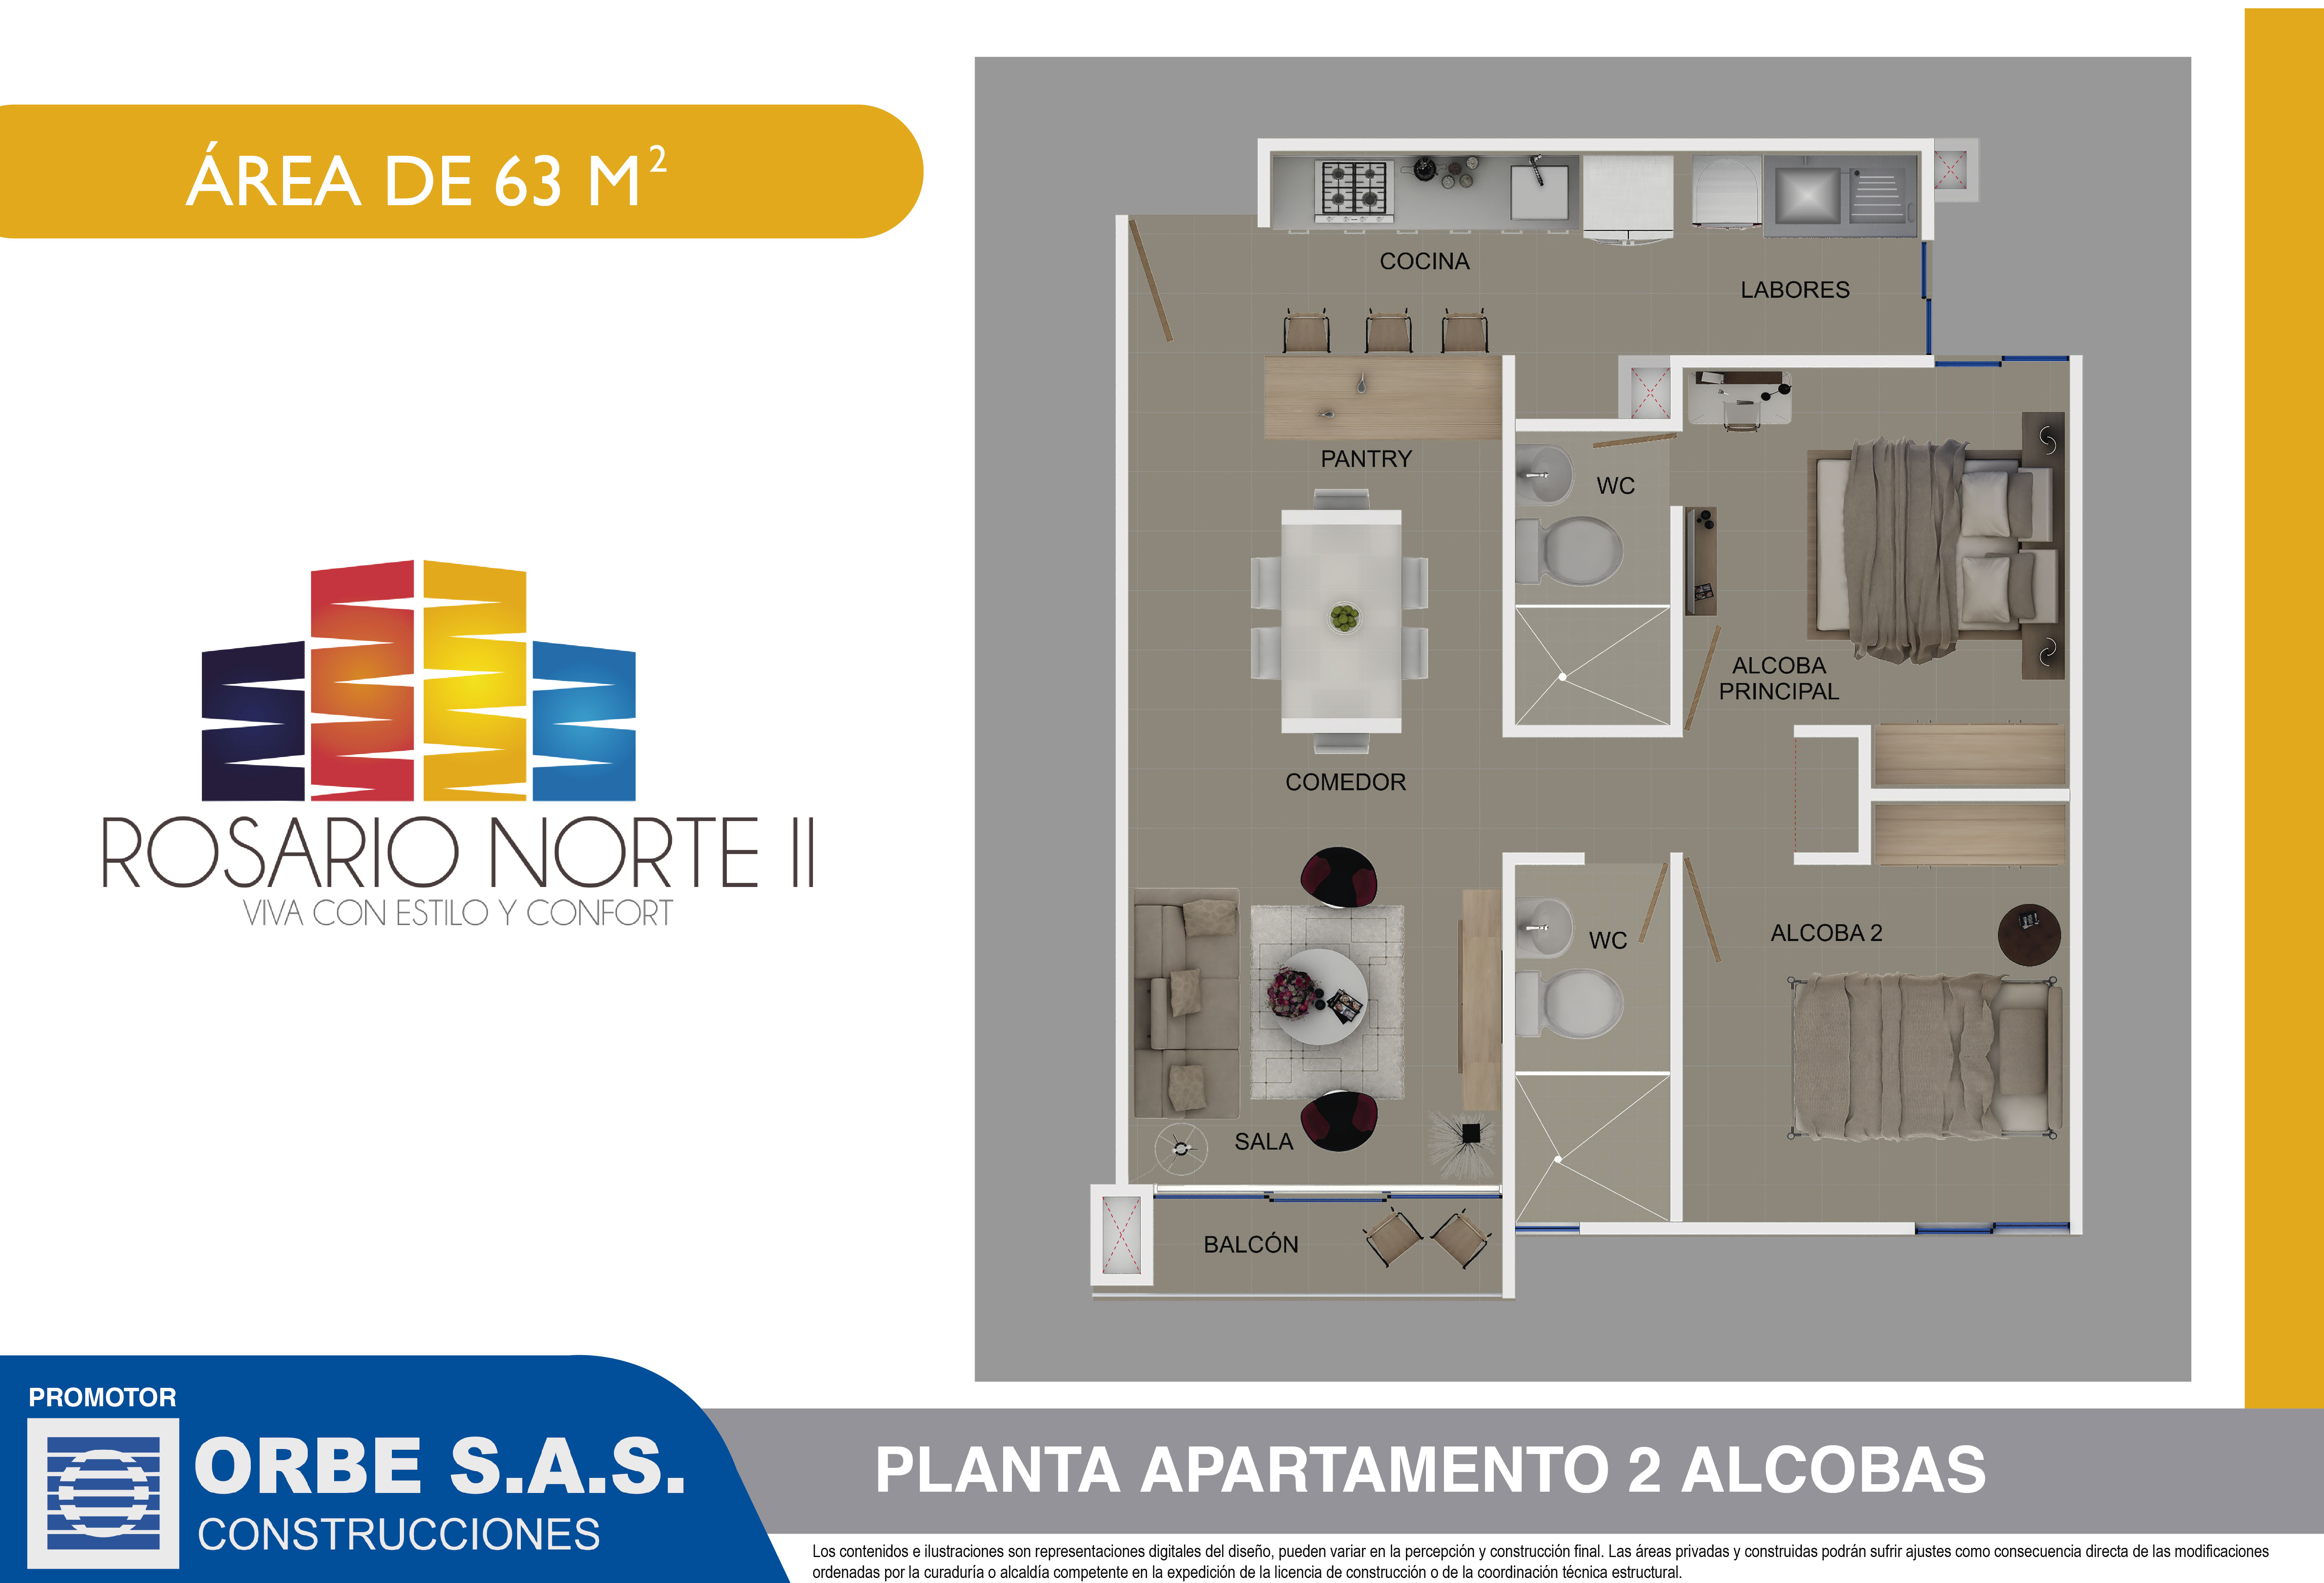 ÁREA DE 63 M²
ROSARIO NORTE II
VIVA CON ESTILO Y CONFORT
COCINA
LABORES
PANTRY
WC
ALCOBA
PRINCIPAL
COMEDOR
WC
ALCOBA 2
SALA
BALCÓN
PROMOTOR
ORBE S.A.S.
CONSTRUCCIONES
PLANTA APARTAMENTO 2 ALCOBAS
Los contenidos e ilustraciones son representaciones digitales del diseño, pueden variar en la percepción y construcción final. Las áreas privadas y construidas podrán sufrir ajustes como consecuencia directa de las modificaciones
ordenadas por la curaduría o alcaldía competente en la expedición de la licencia de construcción o de la coordinación técnica estructural.